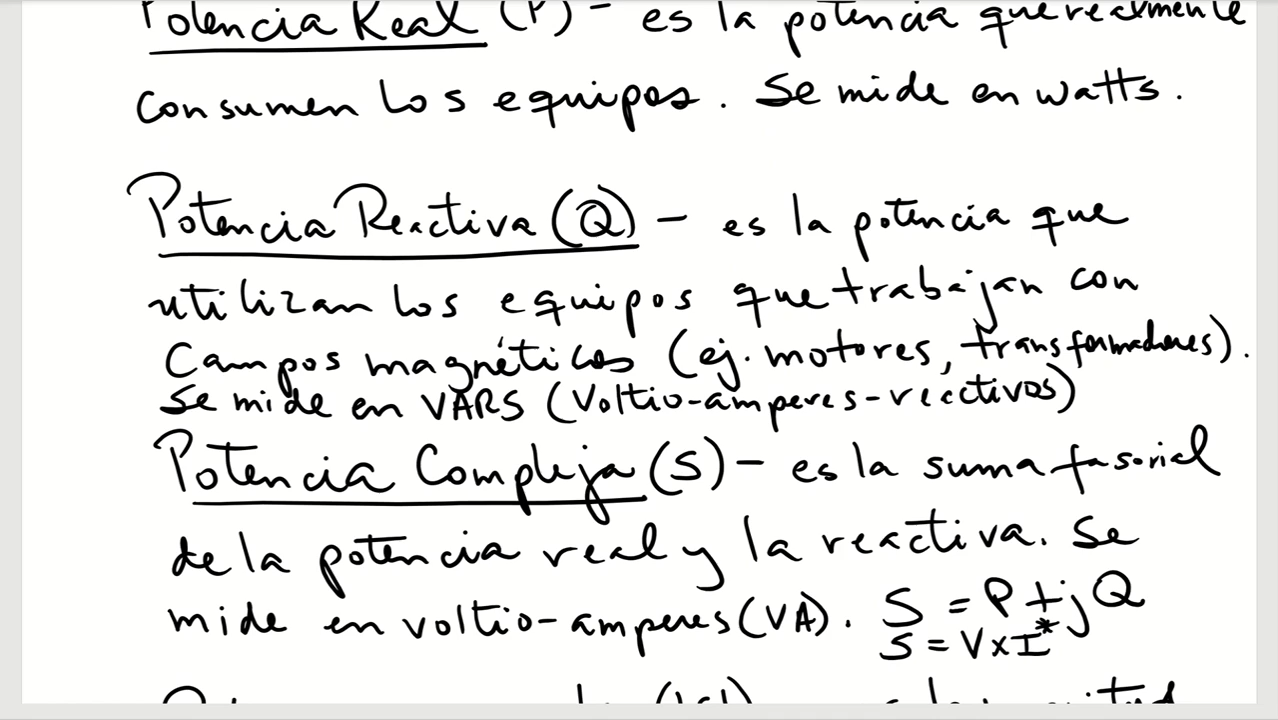 Potencia Real (P) – es la potencia que realmente
consumen los equipos. Se mide en watts.
Potencia Reactiva (Q) – es la potencia que
utilizan los equipos que trabajan con
Campos magnéticos (ej. motores, transformadores).
Se mide en VARS (Voltio-amperes-reactivos)
Potencia Compleja (S) – es la suma fasorial
de la potencia real y la reactiva. Se
mide en voltio-amperes (VA). S = P + jQ
S = V x I*